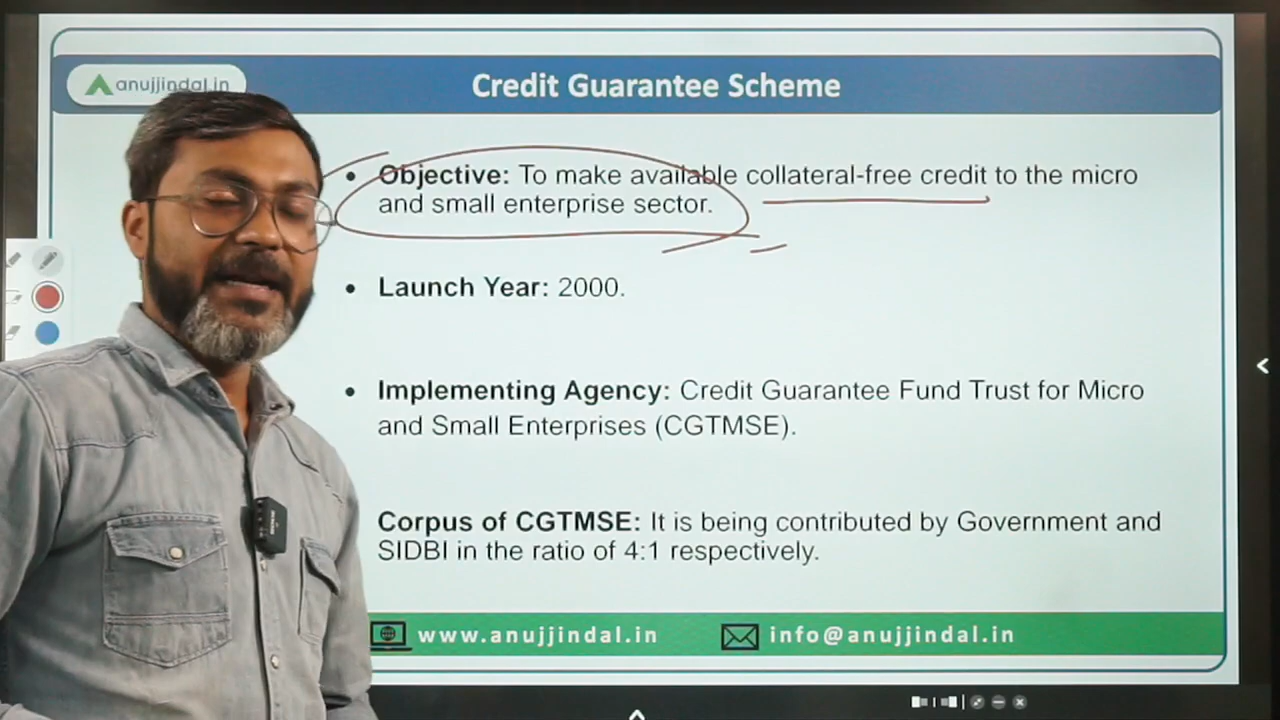 anujjindal.in
Credit Guarantee Scheme
• Objective: To make available collateral-free credit to the micro
and small enterprise sector.
• Launch Year: 2000.
• Implementing Agency: Credit Guarantee Fund Trust for Micro
and Small Enterprises (CGTMSE).
Corpus of CGTMSE: It is being contributed by Government and
SIDBI in the ratio of 4:1 respectively.
www.anujjindal.in
info@anujjindal.in